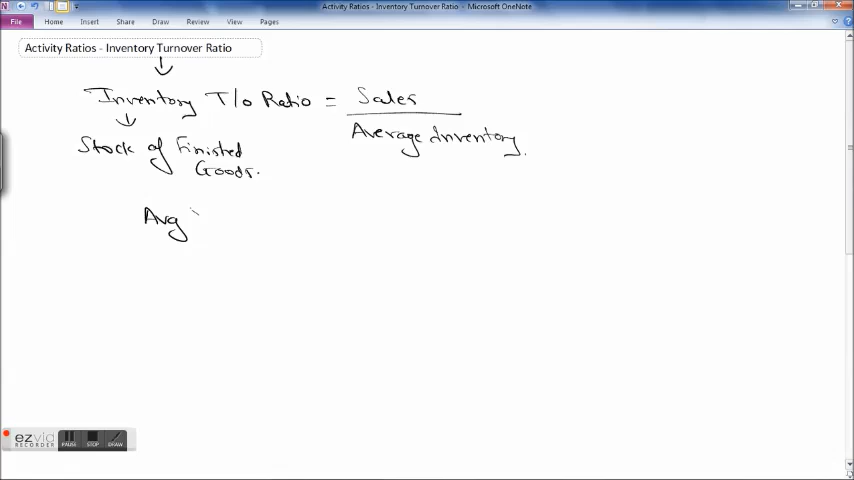 Activity Ratios - Inventory Turnover Ratio - Microsoft OneNote
File Home Insert Share Draw Review View Pages
Activity Ratios - Inventory Turnover Ratio
Inventory T/o Ratio = Sales
Average Inventory.
Stock of Finished
Goods.
Avg
ezvid
RECORDER
PAUSE STOP DRAW